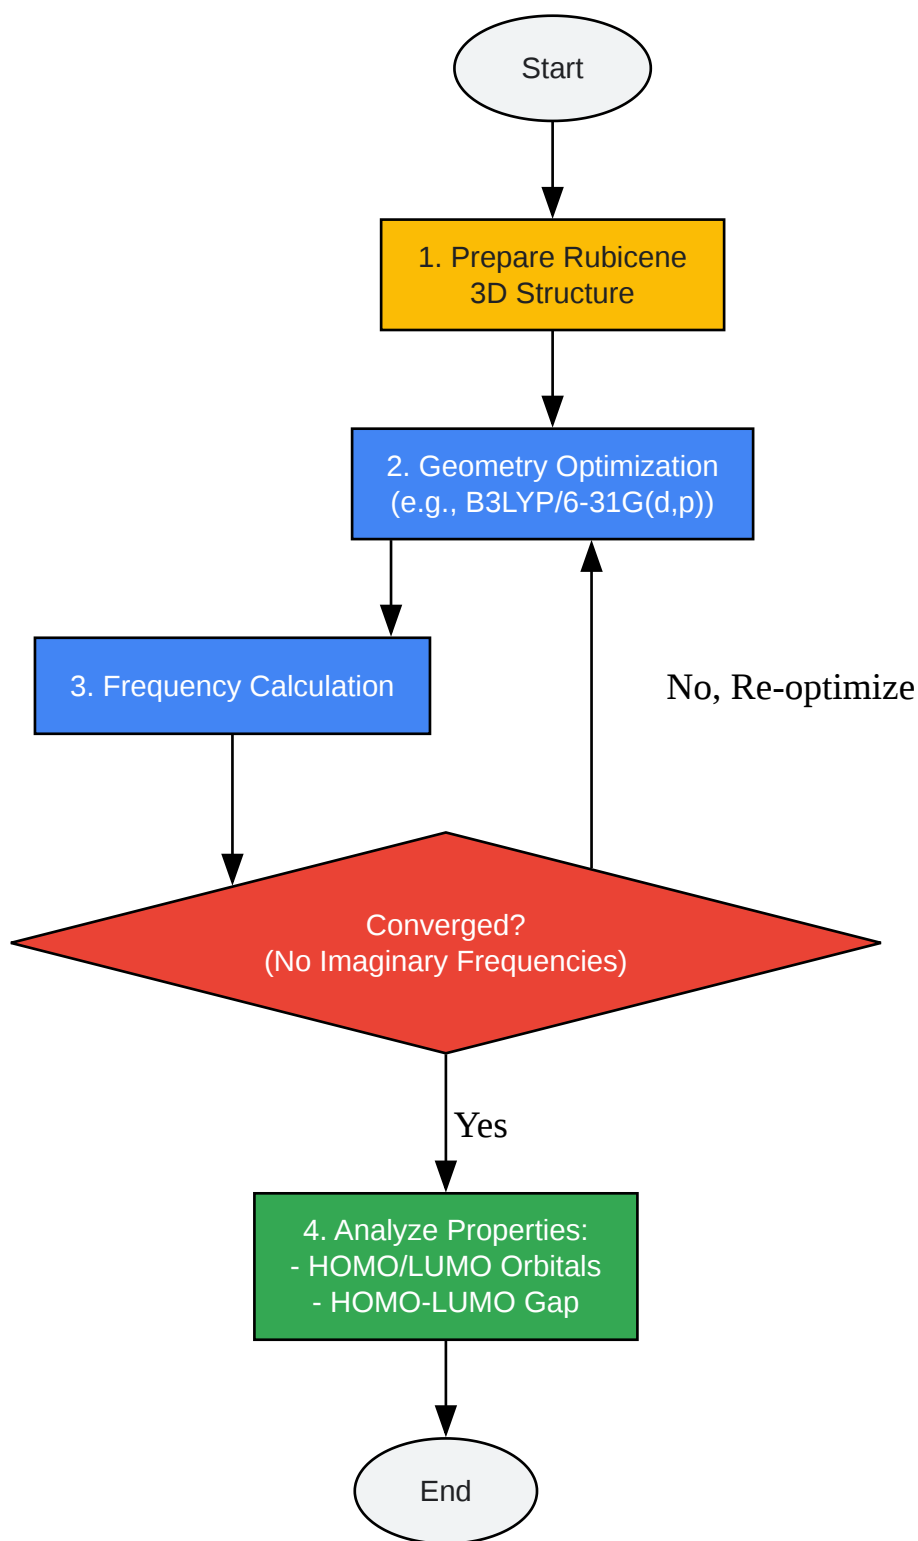 Start
1. Prepare Rubicene
3D Structure
2. Geometry Optimization
(e.g., B3LYP/6-31G(d,p))
3. Frequency Calculation
No, Re-optimize
Converged?
(No Imaginary Frequencies)
Yes
4. Analyze Properties:
- HOMO/LUMO Orbitals
- HOMO-LUMO Gap
End